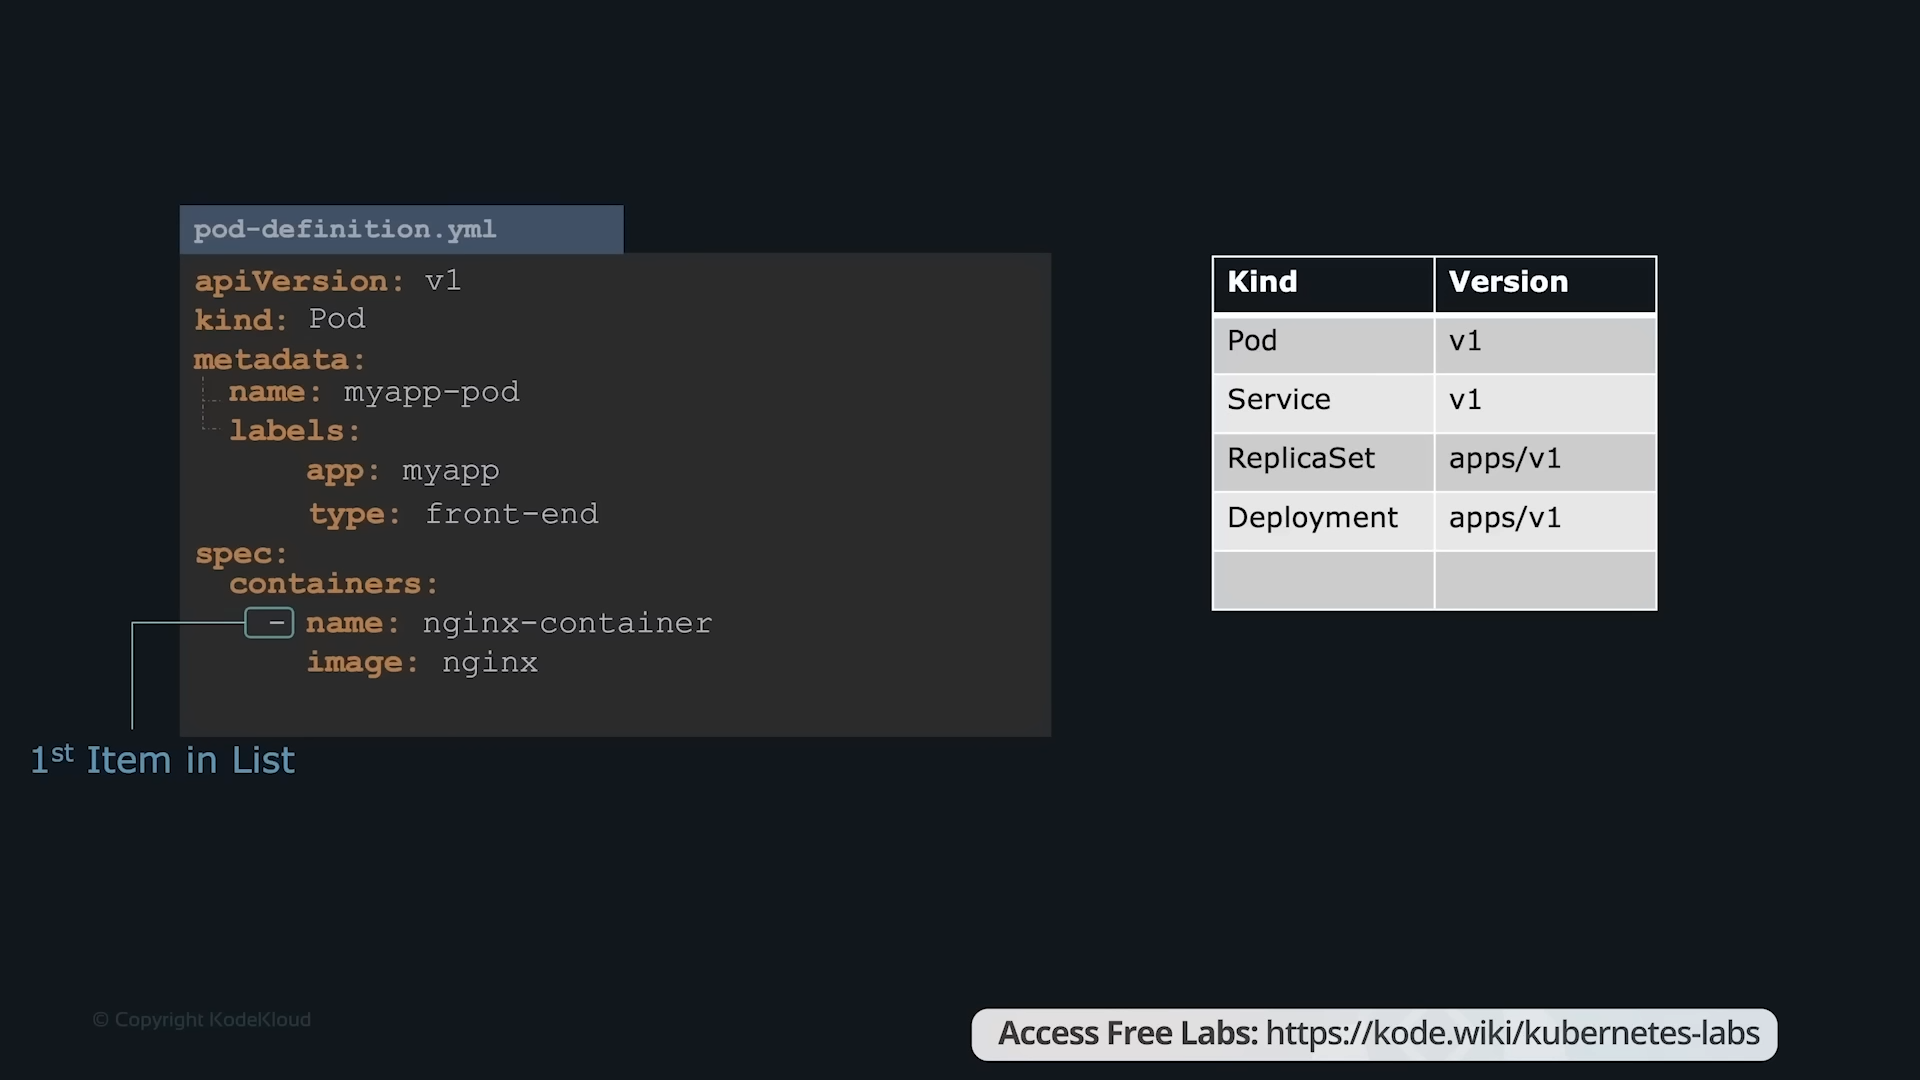 pod-definition.yml
apiVersion: v1
kind: Pod
metadata:
name: myapp-pod
labels:
app: myapp
type: front-end
spec:
containers:
- name: nginx-container
image: nginx
1st Item in List
Kind Version
Pod v1
Service v1
ReplicaSet apps/v1
Deployment apps/v1
© Copyright KodeKloud
Access Free Labs: https://kode.wiki/kubernetes-labs